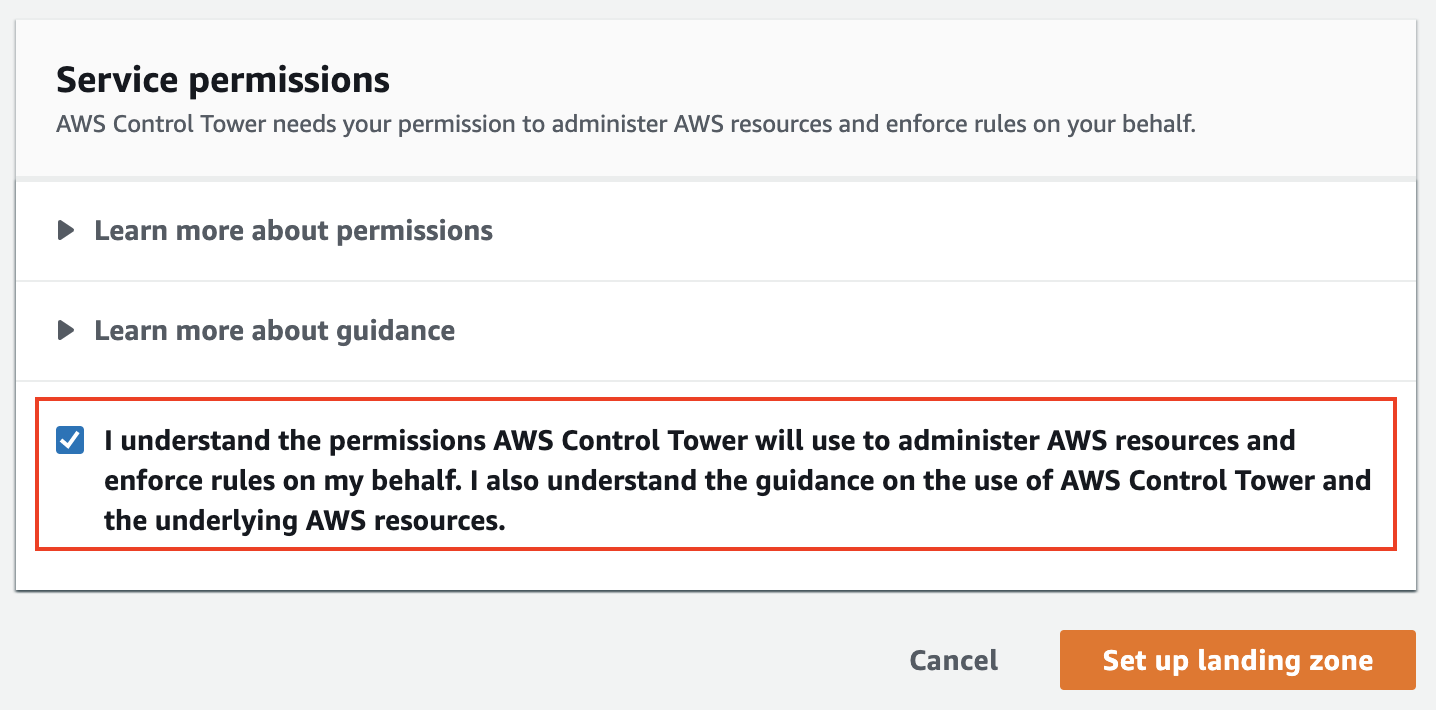 Service permissions
AWS Control Tower needs your permission to administer AWS resources and enforce rules on your behalf.
Learn more about permissions
Learn more about guidance
I understand the permissions AWS Control Tower will use to administer AWS resources and
enforce rules on my behalf. I also understand the guidance on the use of AWS Control Tower and
the underlying AWS resources.
Cancel
Set up landing zone